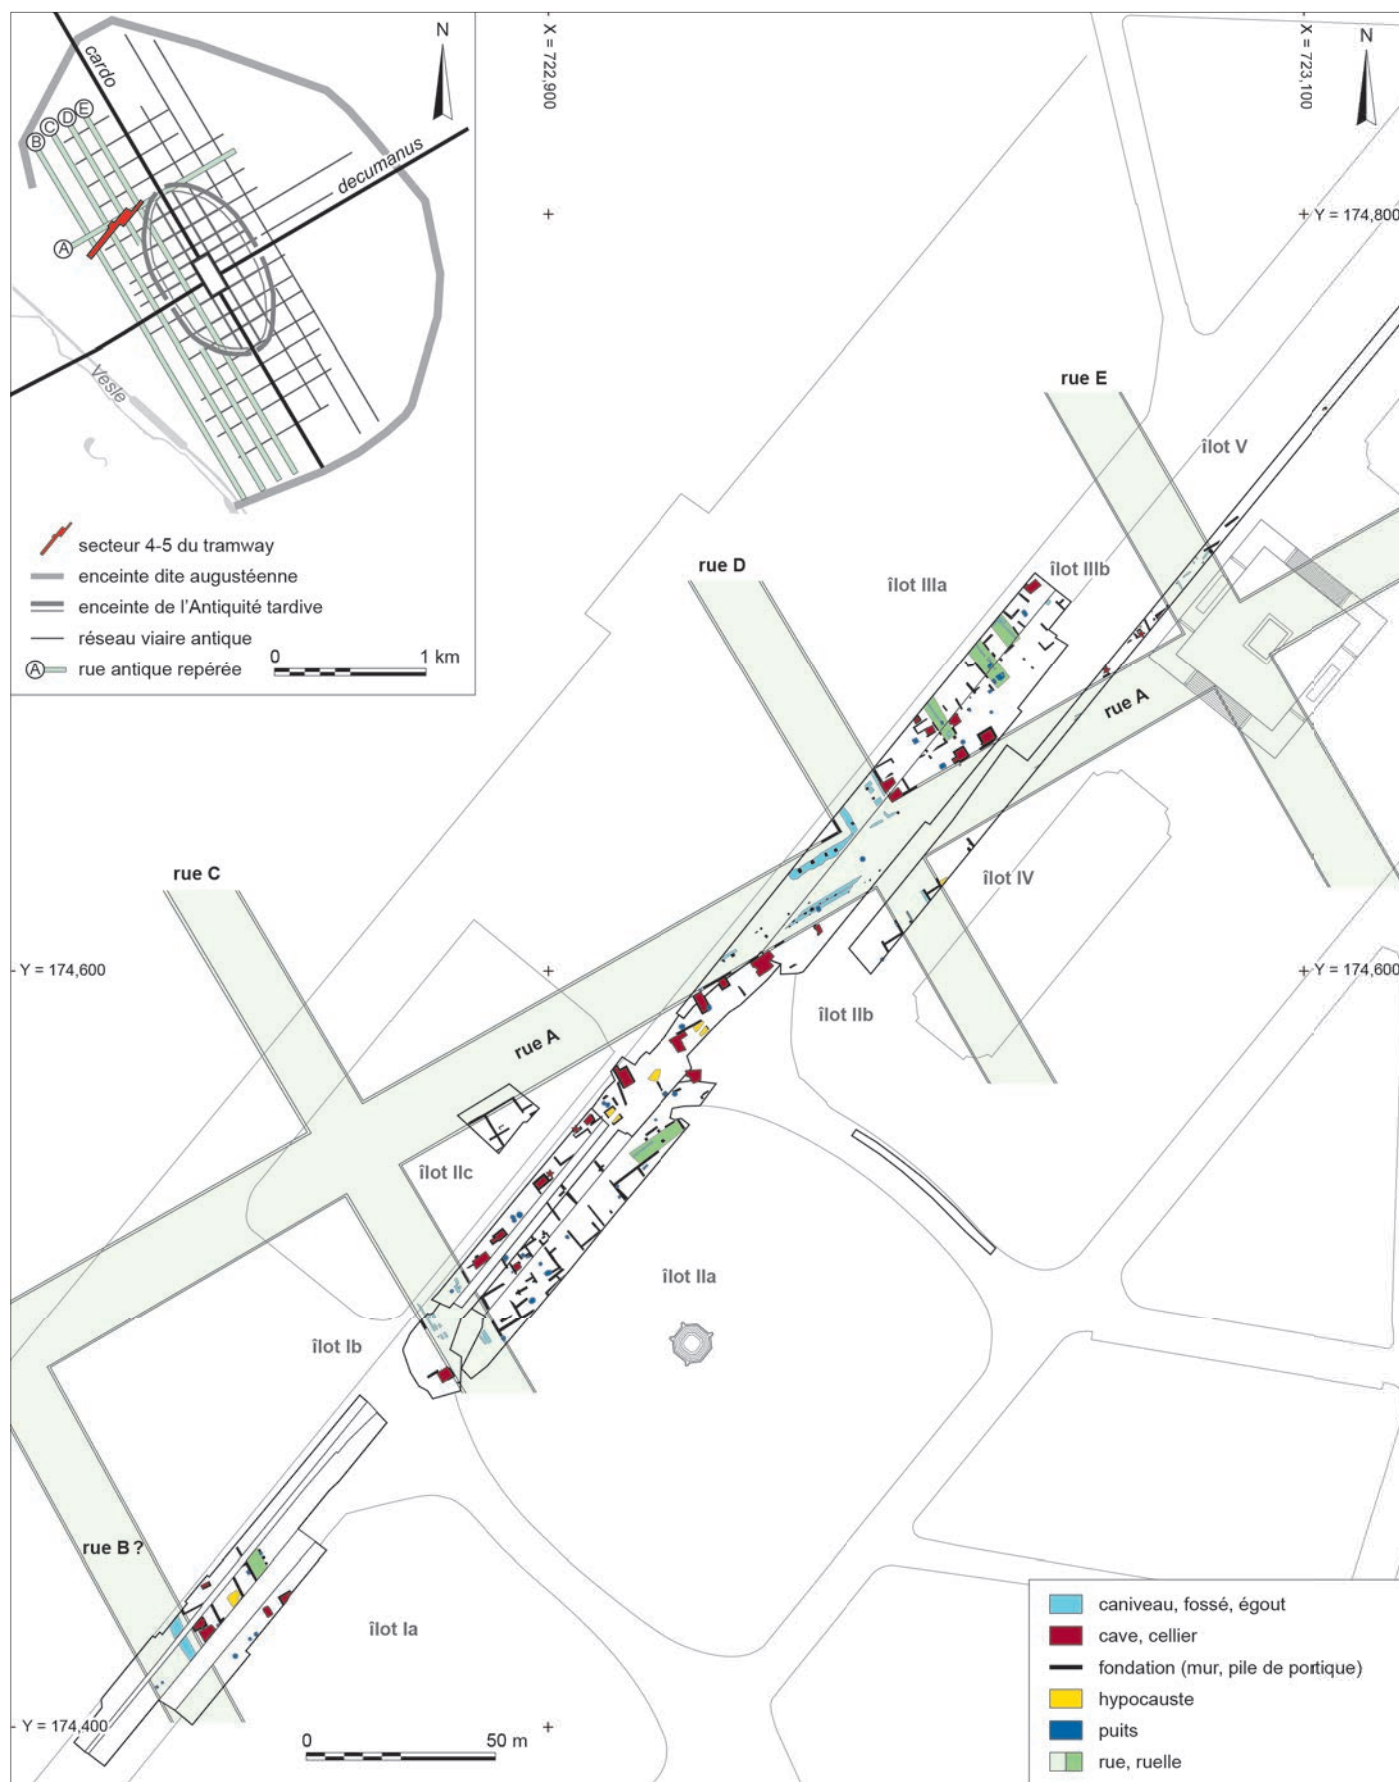 N
cardo
decumanus
E
D
C
B
A
Vesle
secteur 4-5 du tramway
enceinte dite augustéenne
enceinte de l'Antiquité tardive
réseau viaire antique
A rue antique repérée
0 1 km
X = 722,900
X = 723,100
N
Y = 174,800
rue E
îlot V
rue D
îlot IIIa
îlot IIIb
rue A
rue C
îlot IV
Y = 174,600
Y = 174,600
îlot IIb
rue A
îlot IIc
îlot IIa
îlot Ib
rue B ?
îlot Ia
Y = 174,400
0 50 m
caniveau, fossé, égout
cave, cellier
fondation (mur, pile de portique)
hypocauste
puits
rue, ruelle